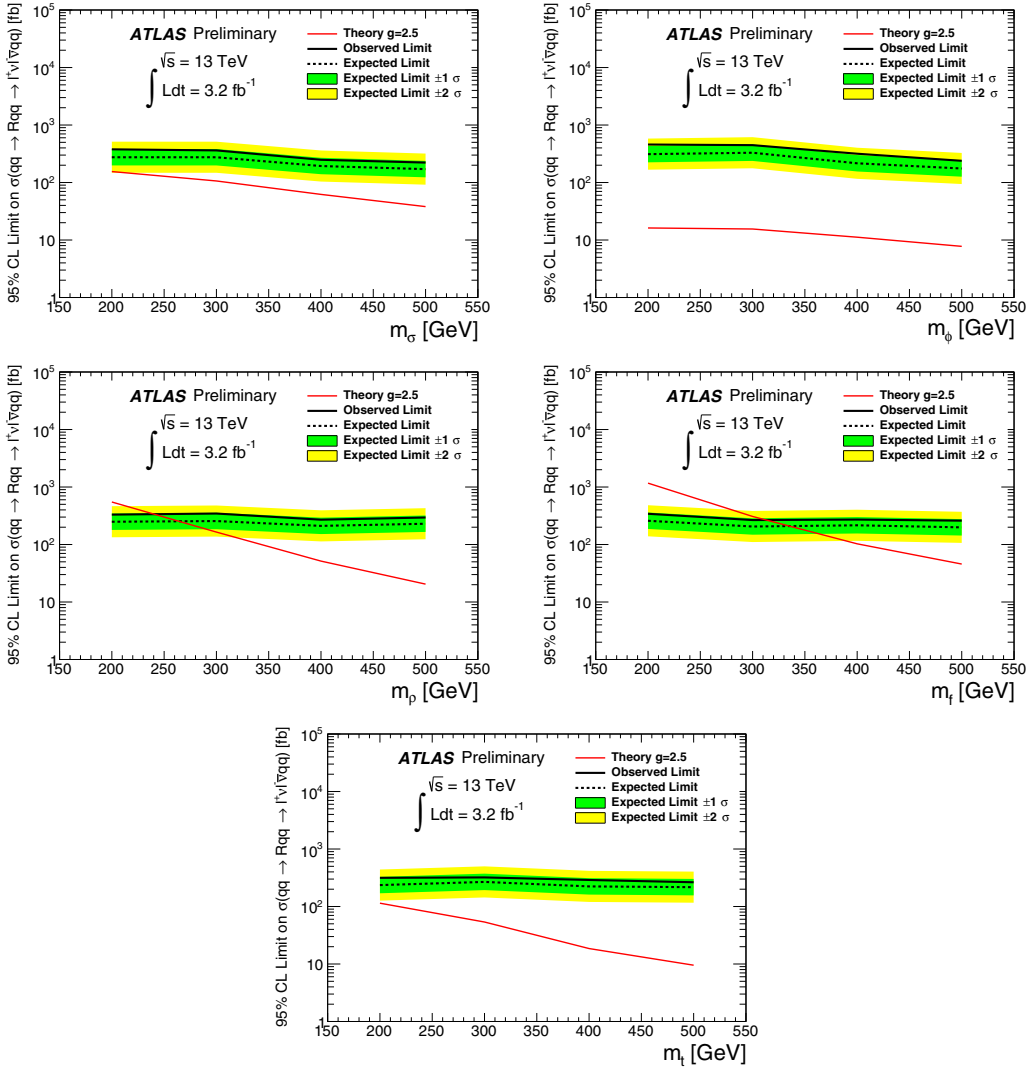 95% CL Limit on σ(qq → Rqq → l⁺νl⁻ν̅qq) [fb]
ATLAS Preliminary
√s = 13 TeV
∫ Ldt = 3.2 fb⁻¹
Theory g=2.5
Observed Limit
Expected Limit
Expected Limit ±1 σ
Expected Limit ±2 σ
10⁵
10⁴
10³
10²
10
1
150 200 250 300 350 400 450 500 550
m_σ [GeV]
95% CL Limit on σ(qq → Rqq → l⁺νl⁻ν̅qq) [fb]
ATLAS Preliminary
√s = 13 TeV
∫ Ldt = 3.2 fb⁻¹
Theory g=2.5
Observed Limit
Expected Limit
Expected Limit ±1 σ
Expected Limit ±2 σ
10⁵
10⁴
10³
10²
10
1
150 200 250 300 350 400 450 500 550
m_ϕ [GeV]
95% CL Limit on σ(qq → Rqq → l⁺νl⁻ν̅qq) [fb]
ATLAS Preliminary
√s = 13 TeV
∫ Ldt = 3.2 fb⁻¹
Theory g=2.5
Observed Limit
Expected Limit
Expected Limit ±1 σ
Expected Limit ±2 σ
10⁵
10⁴
10³
10²
10
1
150 200 250 300 350 400 450 500 550
m_ρ [GeV]
95% CL Limit on σ(qq → Rqq → l⁺νl⁻ν̅qq) [fb]
ATLAS Preliminary
√s = 13 TeV
∫ Ldt = 3.2 fb⁻¹
Theory g=2.5
Observed Limit
Expected Limit
Expected Limit ±1 σ
Expected Limit ±2 σ
10⁵
10⁴
10³
10²
10
1
150 200 250 300 350 400 450 500 550
m_f [GeV]
95% CL Limit on σ(qq → Rqq → l⁺νl⁻ν̅qq) [fb]
ATLAS Preliminary
√s = 13 TeV
∫ Ldt = 3.2 fb⁻¹
Theory g=2.5
Observed Limit
Expected Limit
Expected Limit ±1 σ
Expected Limit ±2 σ
10⁵
10⁴
10³
10²
10
1
150 200 250 300 350 400 450 500 550
m_t [GeV]